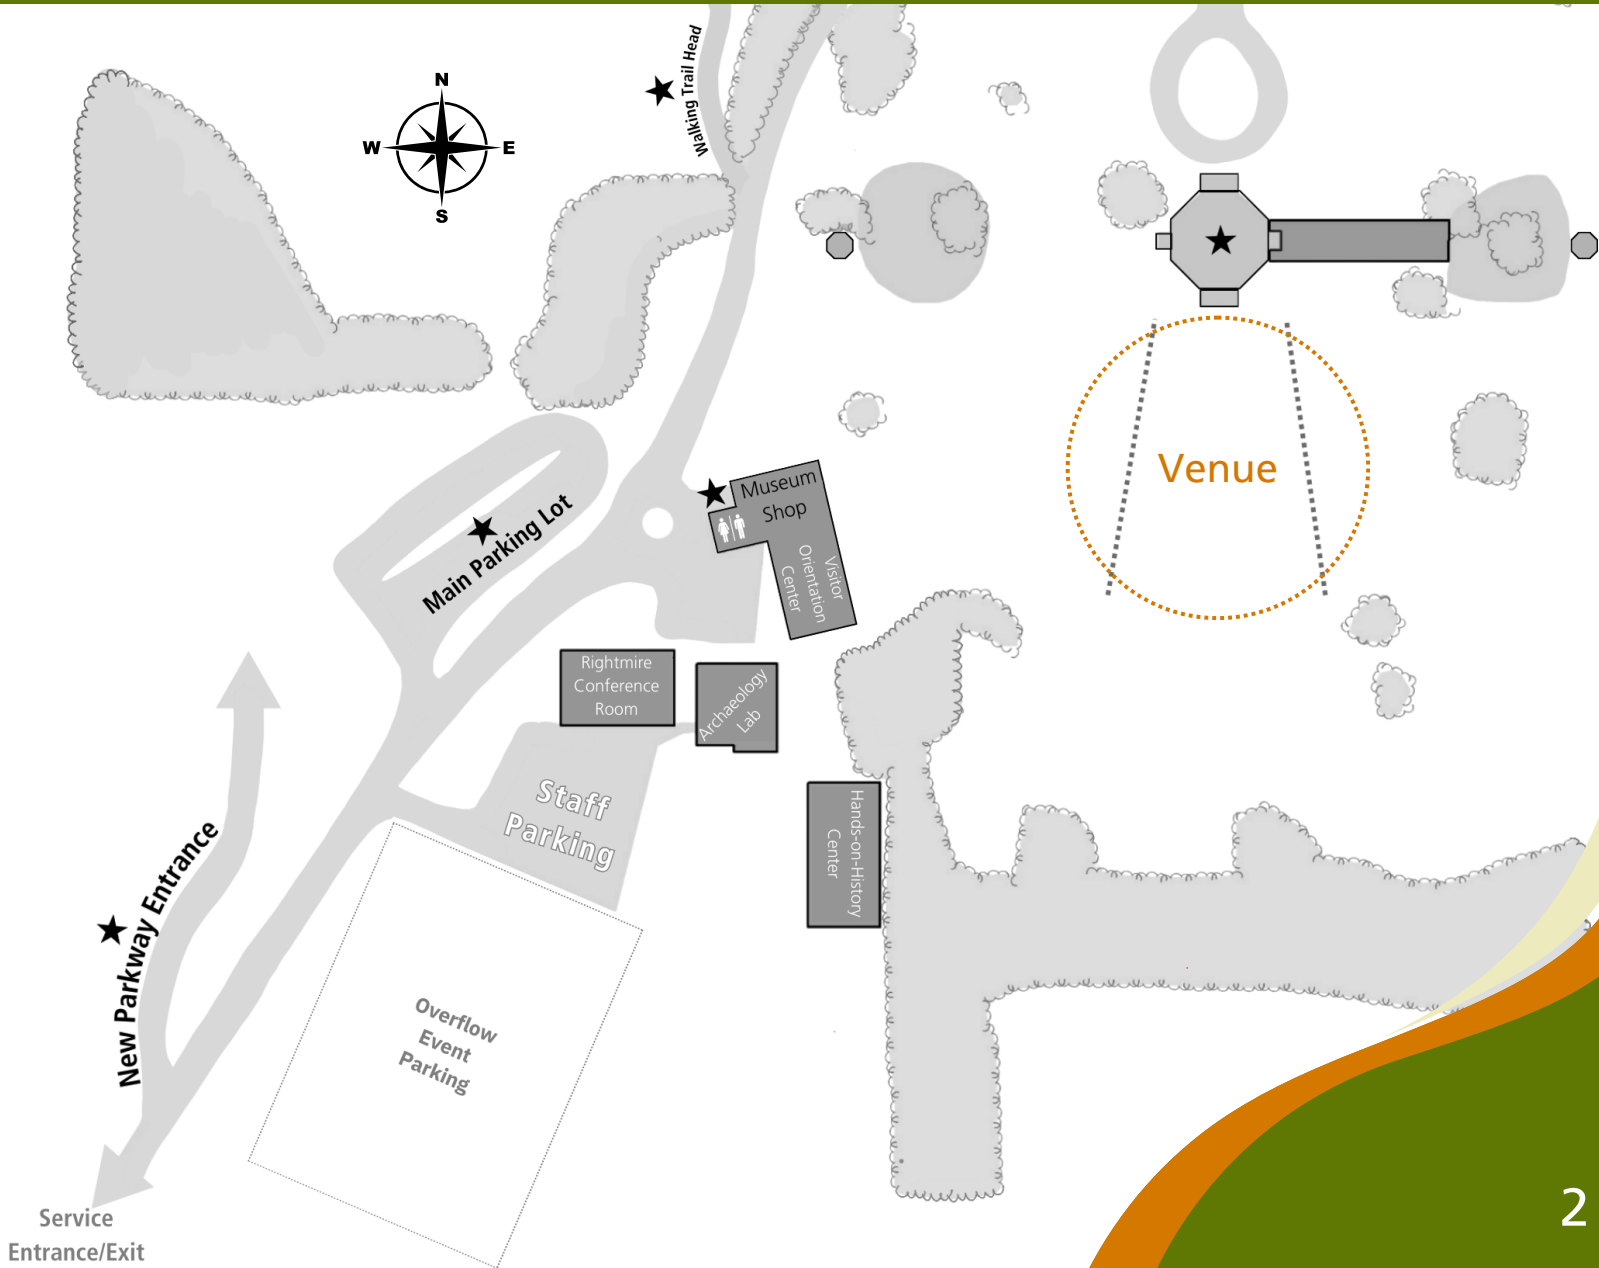 N
W E
S
Walking Trail Head
Museum
Shop
Visitor
Orientation
Center
Venue
Main Parking Lot
Rightmire
Conference
Room
Archaeology
Lab
Staff
Parking
Hands-on-History
Center
New Parkway Entrance
Overflow
Event
Parking
Service
Entrance/Exit
2